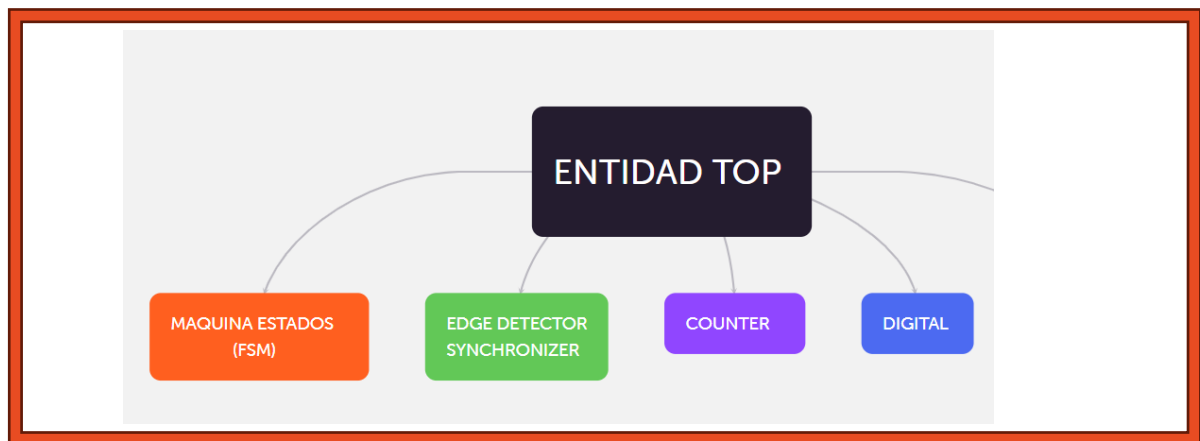 ENTIDAD TOP
MAQUINA ESTADOS
(FSM)
EDGE DETECTOR
SYNCHRONIZER
COUNTER
DIGITAL